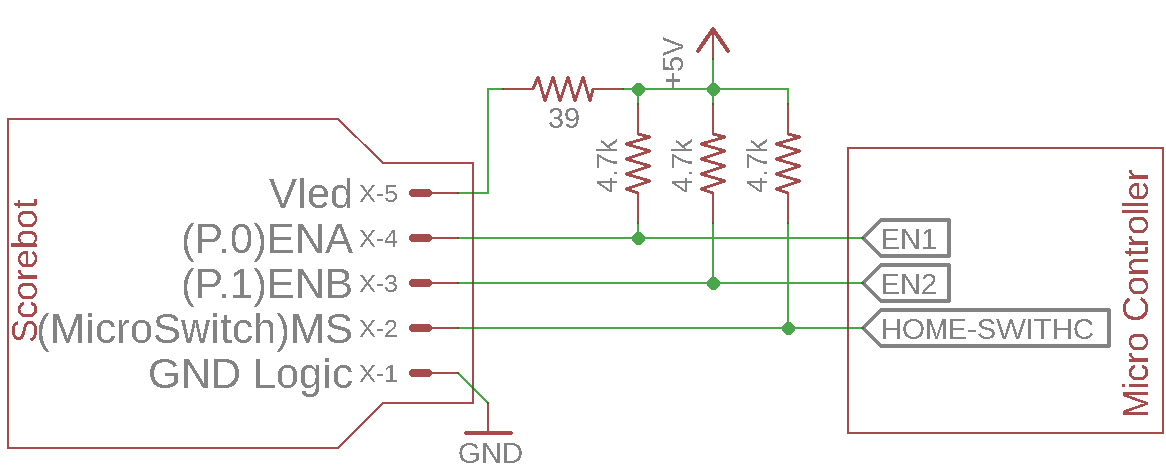 +5V
39
4.7k
4.7k
4.7k
Scorebot
Vled X-5
(P.0)ENA X-4
(P.1)ENB X-3
(MicroSwitch)MS X-2
GND Logic X-1
GND
EN1
EN2
HOME-SWITHC
Micro Controller